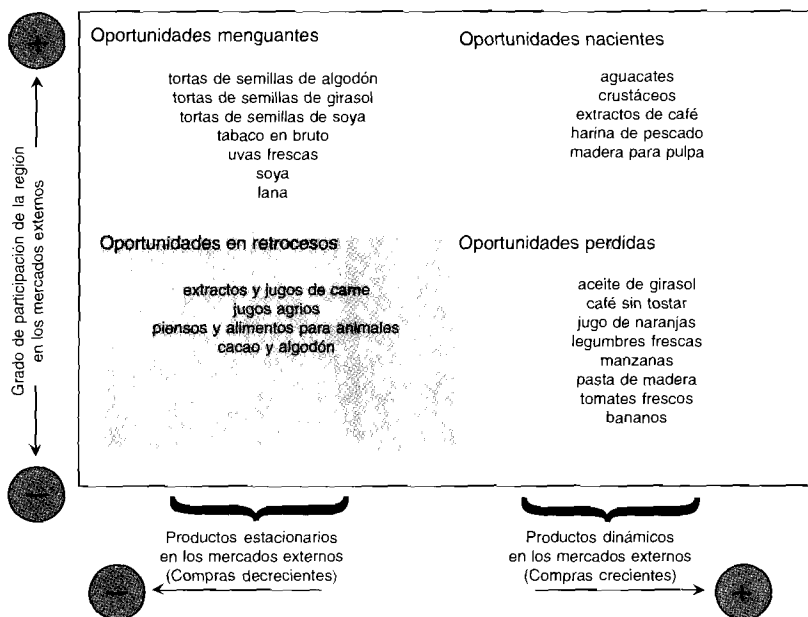 Oportunidades menguantes
tortas de semillas de algodón
tortas de semillas de girasol
tortas de semillas de soya
tabaco en bruto
uvas frescas
soya
lana
Oportunidades nacientes
aguacates
crustáceos
extractos de café
harina de pescado
madera para pulpa
Oportunidades en retrocesos
extractos y jugos de carne
jugos agrios
piensos y alimentos para animales
cacao y algodón
Oportunidades perdidas
aceite de girasol
café sin tostar
jugo de naranjas
legumbres frescas
manzanas
pasta de madera
tomates frescos
bananos
Grado de participación de la región
en los mercados externos
+
−
Productos estacionarios
en los mercados externos
(Compras decrecientes)
−
Productos dinámicos
en los mercados externos
(Compras crecientes)
+